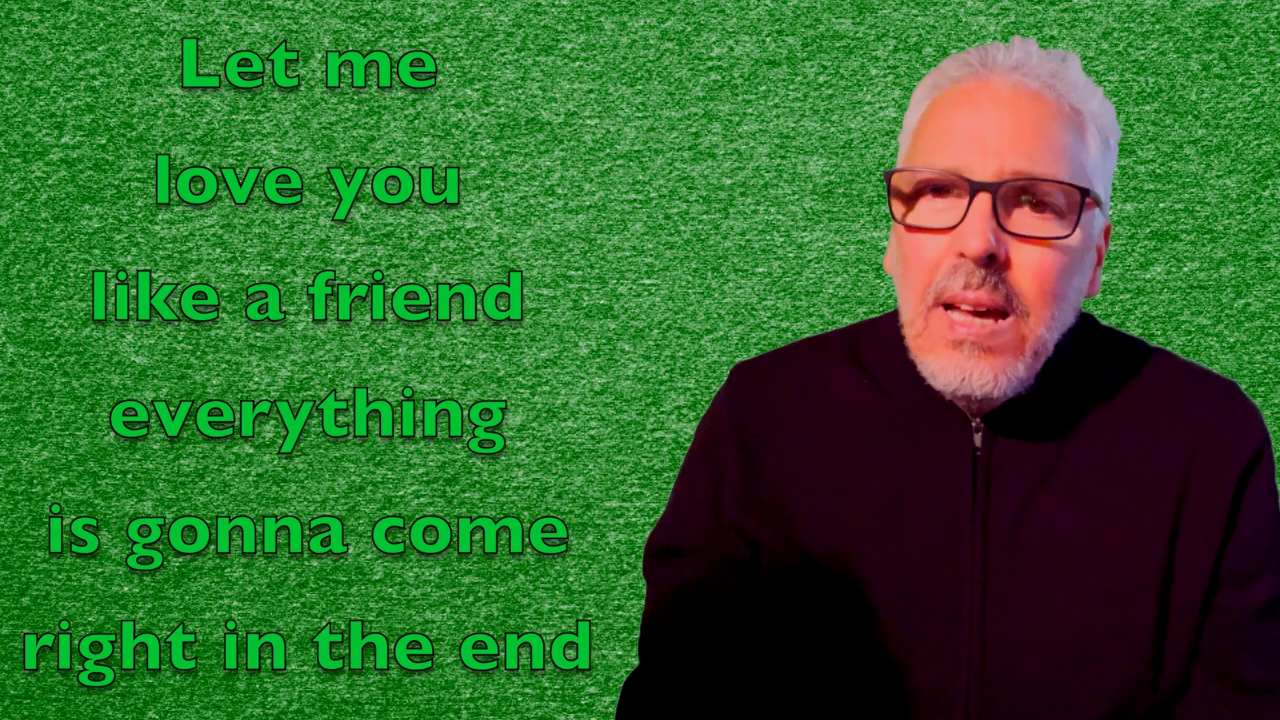 Let me
love you
like a friend
everything
is gonna come
right in the end